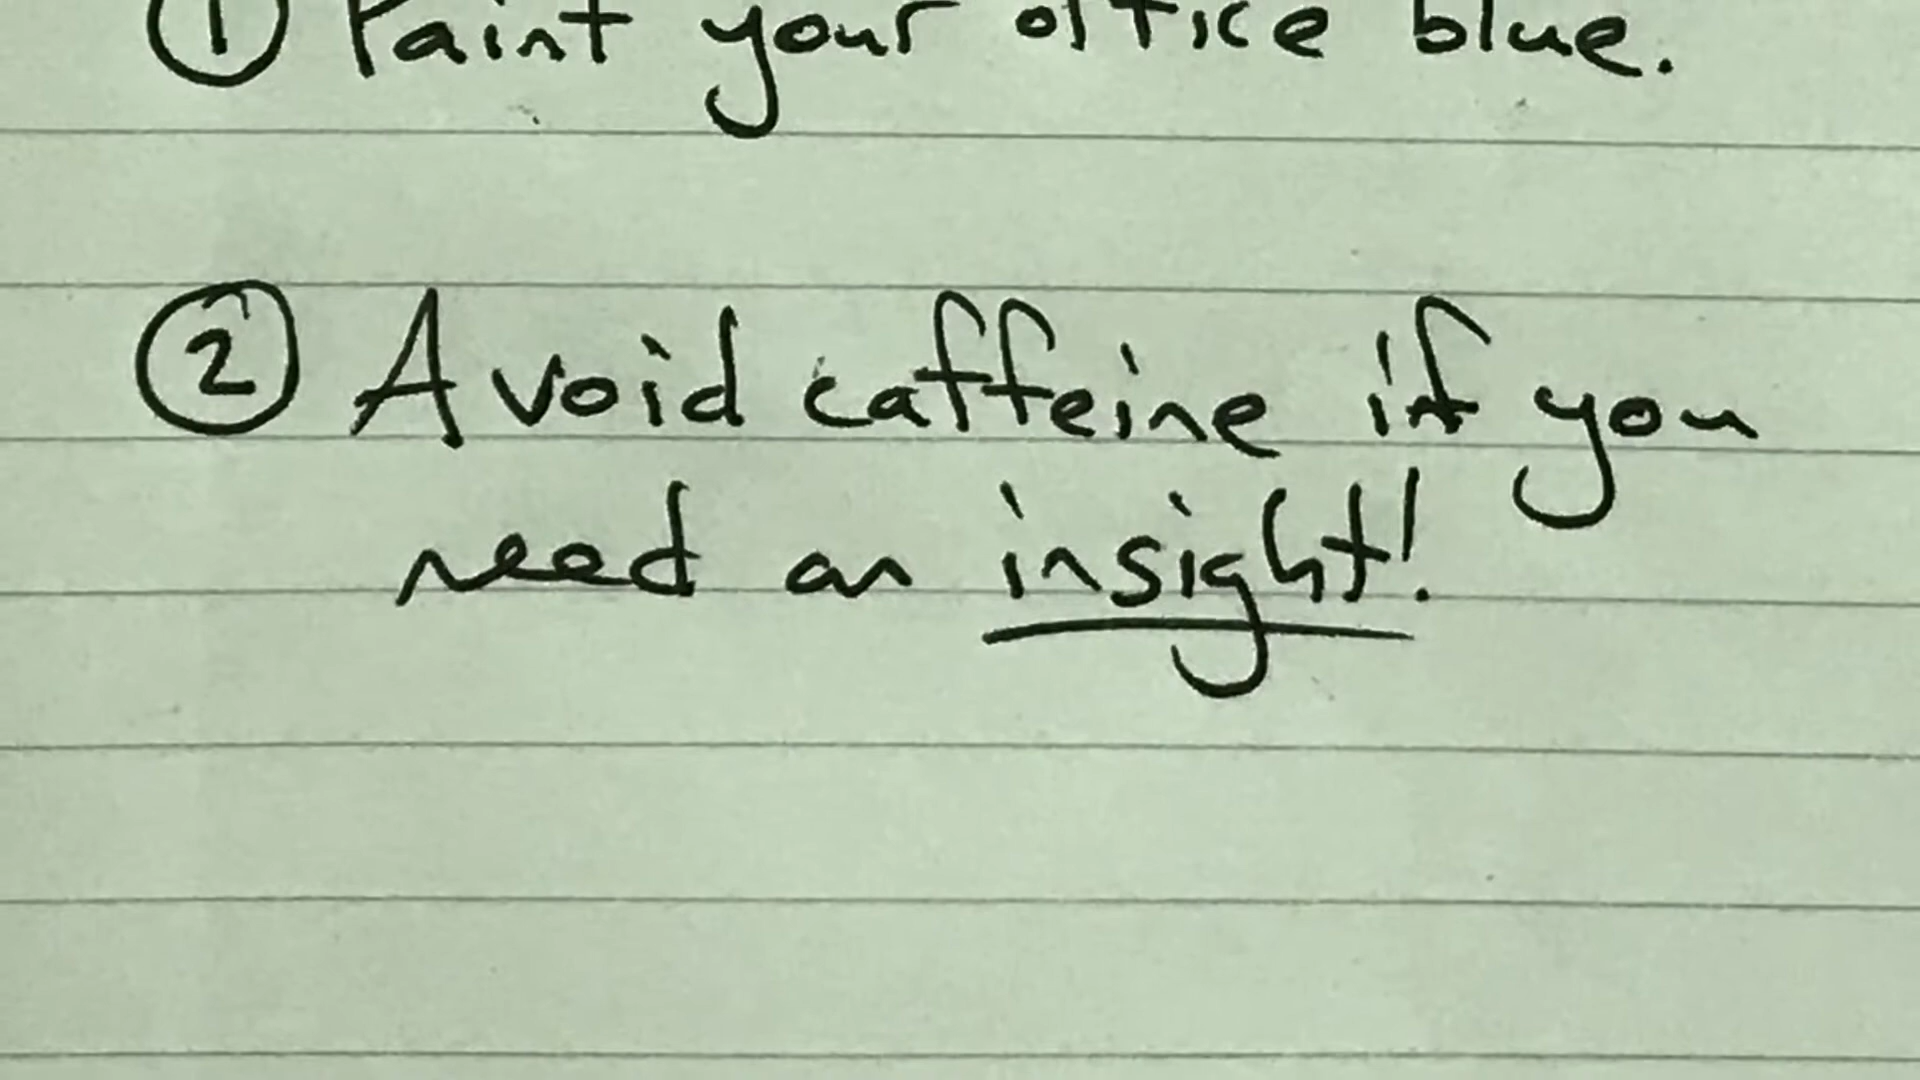 ① Paint your office blue.
② Avoid caffeine if you
need an insight!